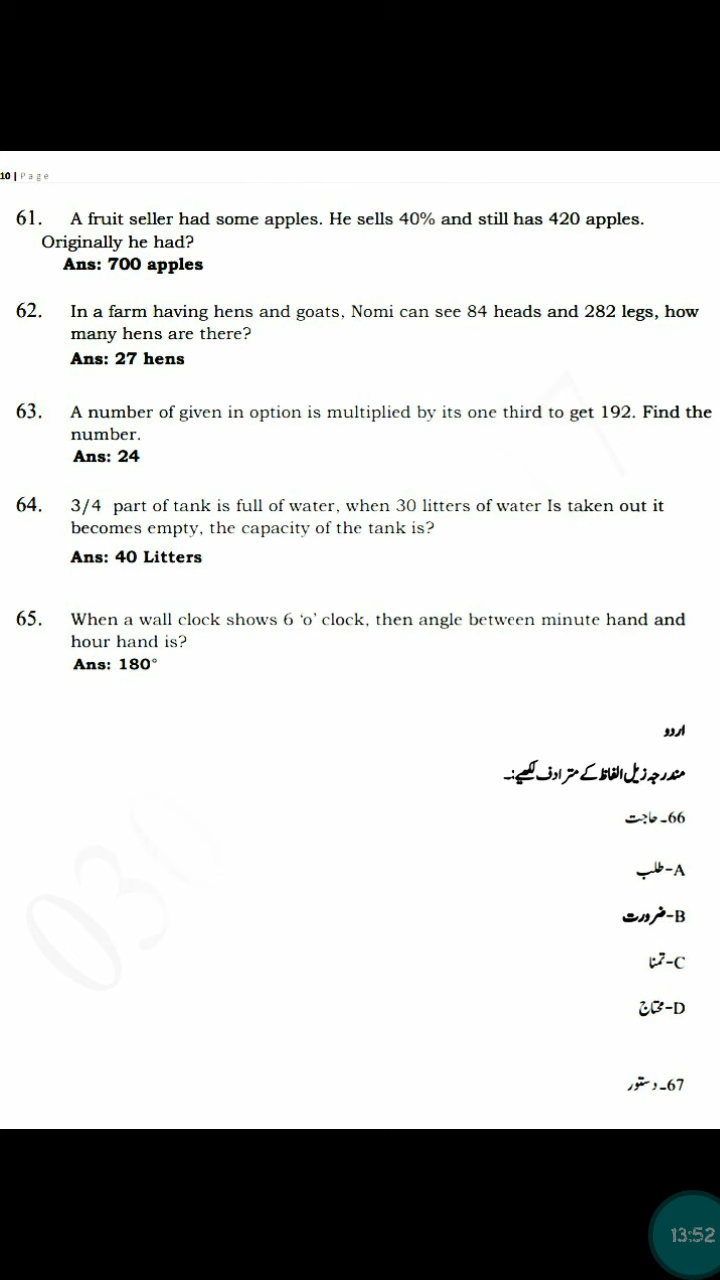 10 | Page
61. A fruit seller had some apples. He sells 40% and still has 420 apples.
Originally he had?
Ans: 700 apples
62. In a farm having hens and goats, Nomi can see 84 heads and 282 legs, how
many hens are there?
Ans: 27 hens
63. A number of given in option is multiplied by its one third to get 192. Find the
number.
Ans: 24
64. 3/4 part of tank is full of water, when 30 litters of water Is taken out it
becomes empty, the capacity of the tank is?
Ans: 40 Litters
65. When a wall clock shows 6 ‘o’ clock, then angle between minute hand and
hour hand is?
Ans: 180°
اردو
مندرجہ ذیل الفاظ کے مترادف لکھیے:۔
66۔حاجت
A-طلب
B-ضرورت
C-تمنا
D-محتاج
67۔دستور
030
7
13:52